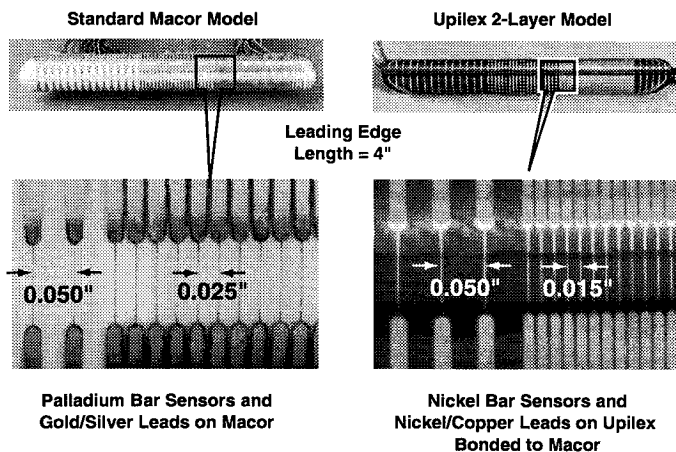 Standard Macor Model
Upilex 2-Layer Model
Leading Edge
Length = 4"
0.050"
0.025"
0.050"
0.015"
Palladium Bar Sensors and
Gold/Silver Leads on Macor
Nickel Bar Sensors and
Nickel/Copper Leads on Upilex
Bonded to Macor